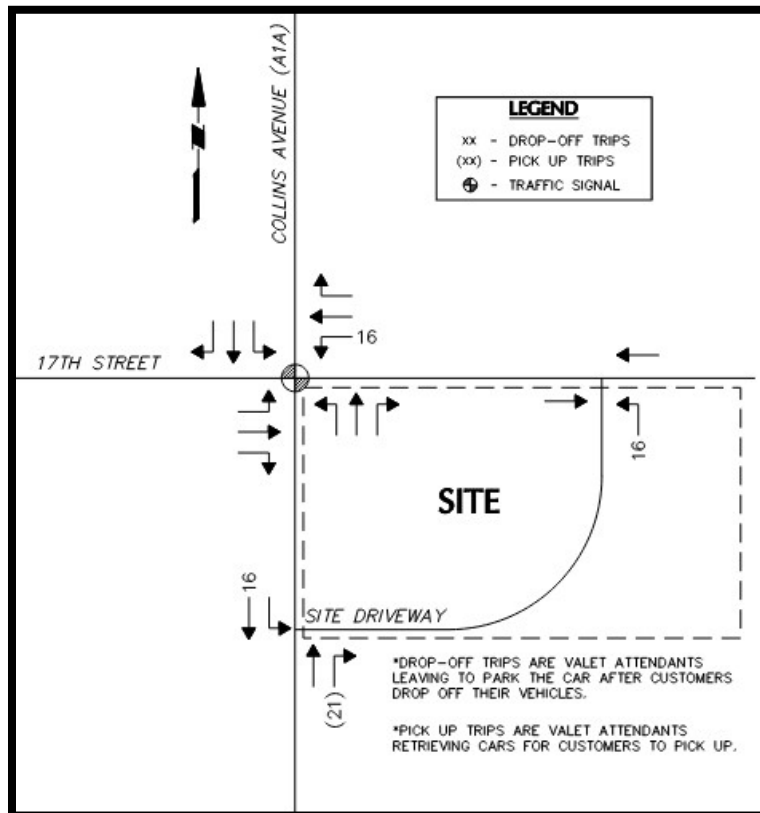 COLLINS AVENUE (A1A)
LEGEND
xx - DROP-OFF TRIPS
(xx) - PICK UP TRIPS
- TRAFFIC SIGNAL
N
16
17TH STREET
16
SITE
16
SITE DRIVEWAY
(21)
*DROP-OFF TRIPS ARE VALET ATTENDANTS
LEAVING TO PARK THE CAR AFTER CUSTOMERS
DROP OFF THEIR VEHICLES.
*PICK UP TRIPS ARE VALET ATTENDANTS
RETRIEVING CARS FOR CUSTOMERS TO PICK UP.